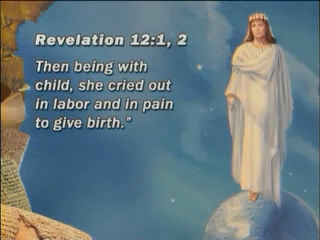 Revelation 12:1, 2
Then being with
child, she cried out
in labor and in pain
to give birth.”